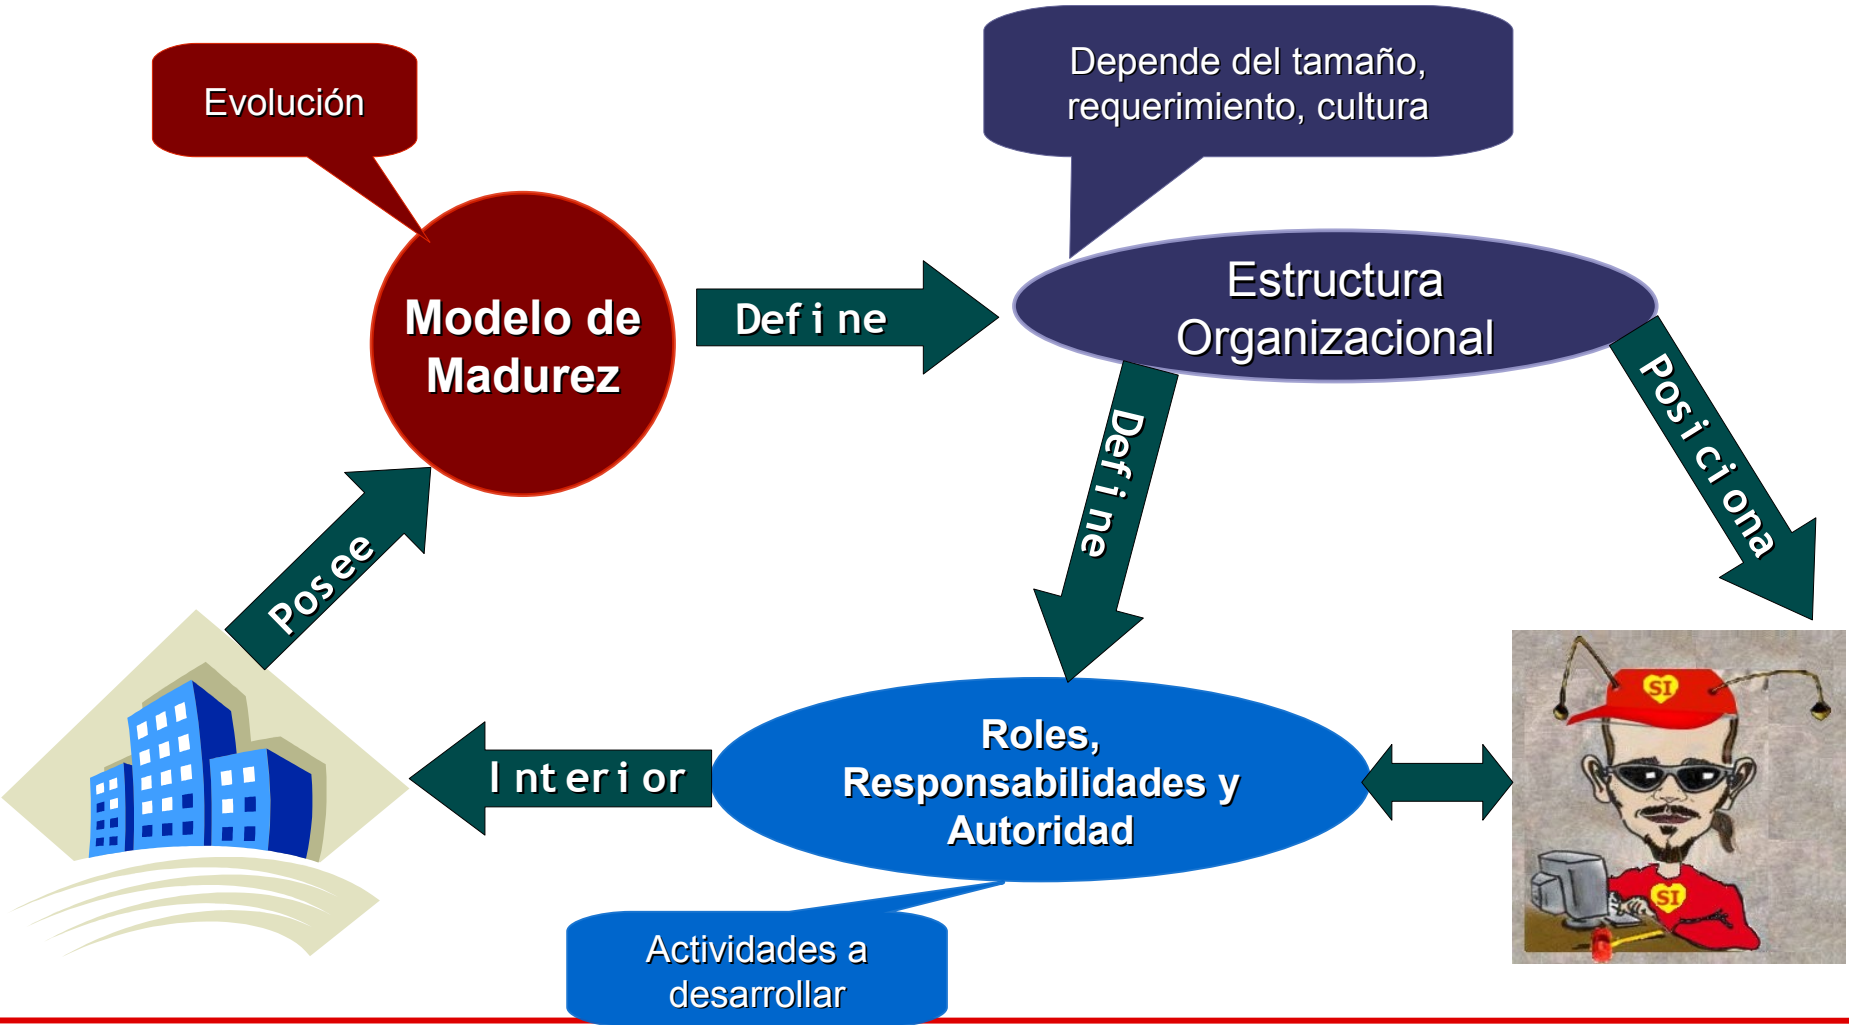 Evolución
Depende del tamaño,
requerimiento, cultura
Modelo de
Madurez
Define
Estructura
Organizacional
Posee
Define
Posiciona
Interior
Roles,
Responsabilidades y
Autoridad
SI
SI
Actividades a
desarrollar